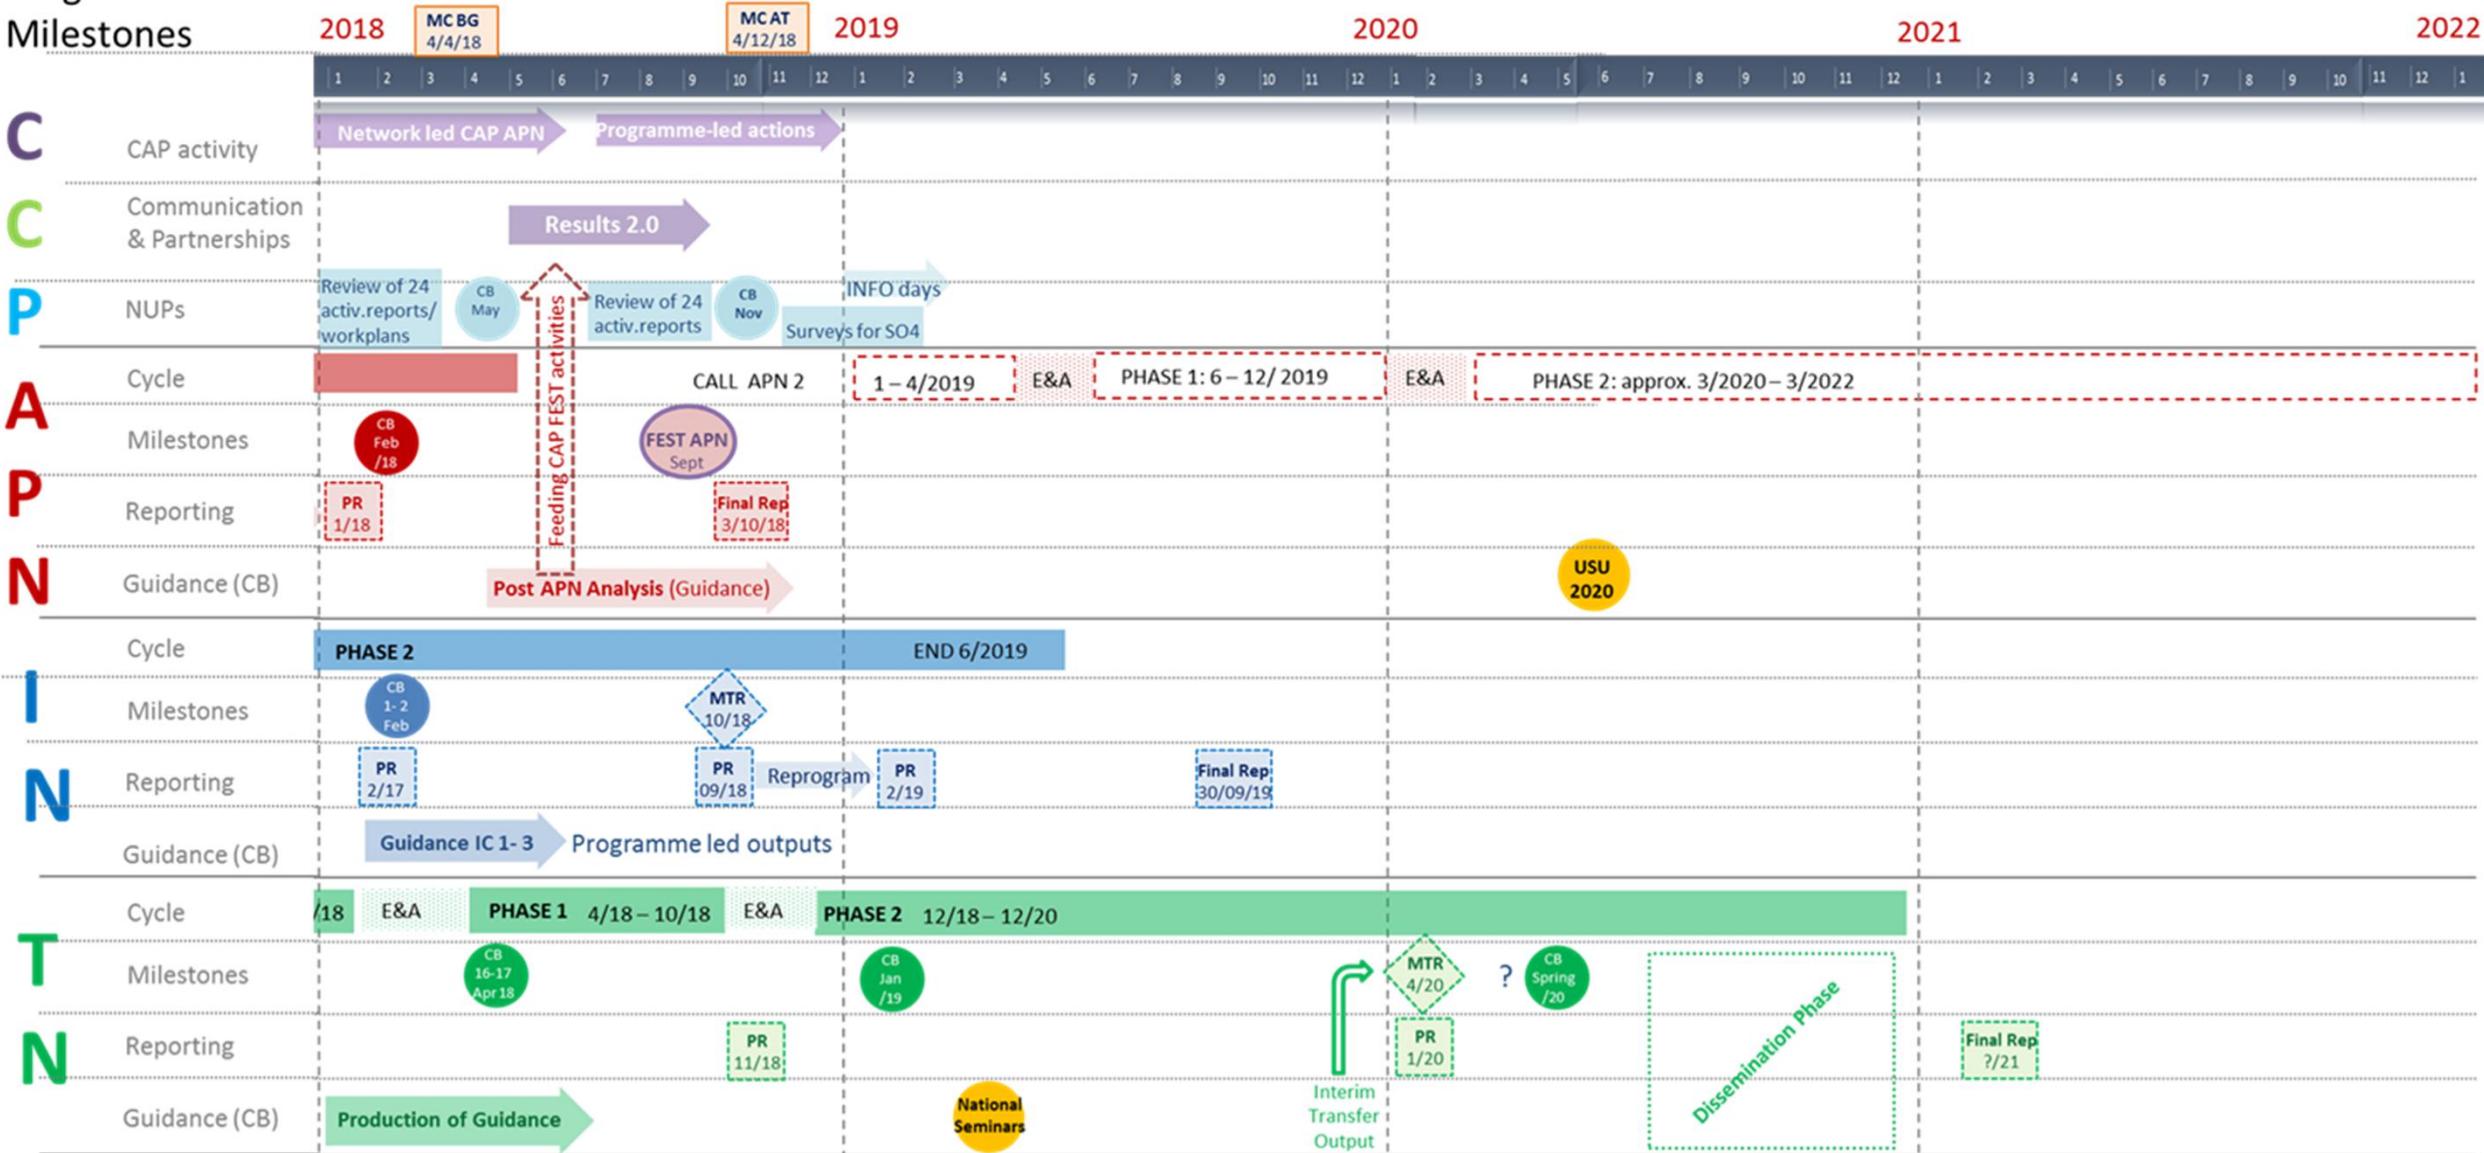 Milestones
2018
MC BG
4/4/18
MC AT
4/12/18
2019
2020
2021
2022
1 2 3 4 5 6 7 8 9 10 11 12 1 2 3 4 5 6 7 8 9 10 11 12 1 2 3 4 5 6 7 8 9 10 11 12 1 2 3 4 5 6 7 8 9 10 11 12 1
C
CAP activity
Network led CAP APN
Programme-led actions
C
Communication
& Partnerships
Results 2.0
P
NUPs
Review of 24
activ.reports/
workplans
CB
May
Review of 24
activ.reports
CB
Nov
INFO days
Surveys for SO4
Feeding CAP FEST activities
A
P
N
Cycle
CALL APN 2
1 – 4/2019
E&A
PHASE 1: 6 – 12/ 2019
E&A
PHASE 2: approx. 3/2020 – 3/2022
Milestones
CB
Feb
/18
FEST APN
Sept
Reporting
PR
1/18
Final Rep
3/10/18
Guidance (CB)
Post APN Analysis (Guidance)
USU
2020
I
N
Cycle
PHASE 2
END 6/2019
Milestones
CB
1- 2
Feb
MTR
10/18
Reporting
PR
2/17
PR
09/18
Reprogram
PR
2/19
Final Rep
30/09/19
Guidance (CB)
Guidance IC 1- 3
Programme led outputs
T
N
Cycle
/18
E&A
PHASE 1 4/18 – 10/18
E&A
PHASE 2 12/18 – 12/20
Milestones
CB
16-17
Apr 18
CB
Jan
/19
MTR
4/20
?
CB
Spring
/20
Dissemination Phase
Reporting
PR
11/18
PR
1/20
Final Rep
?/21
Guidance (CB)
Production of Guidance
National
Seminars
Interim
Transfer
Output